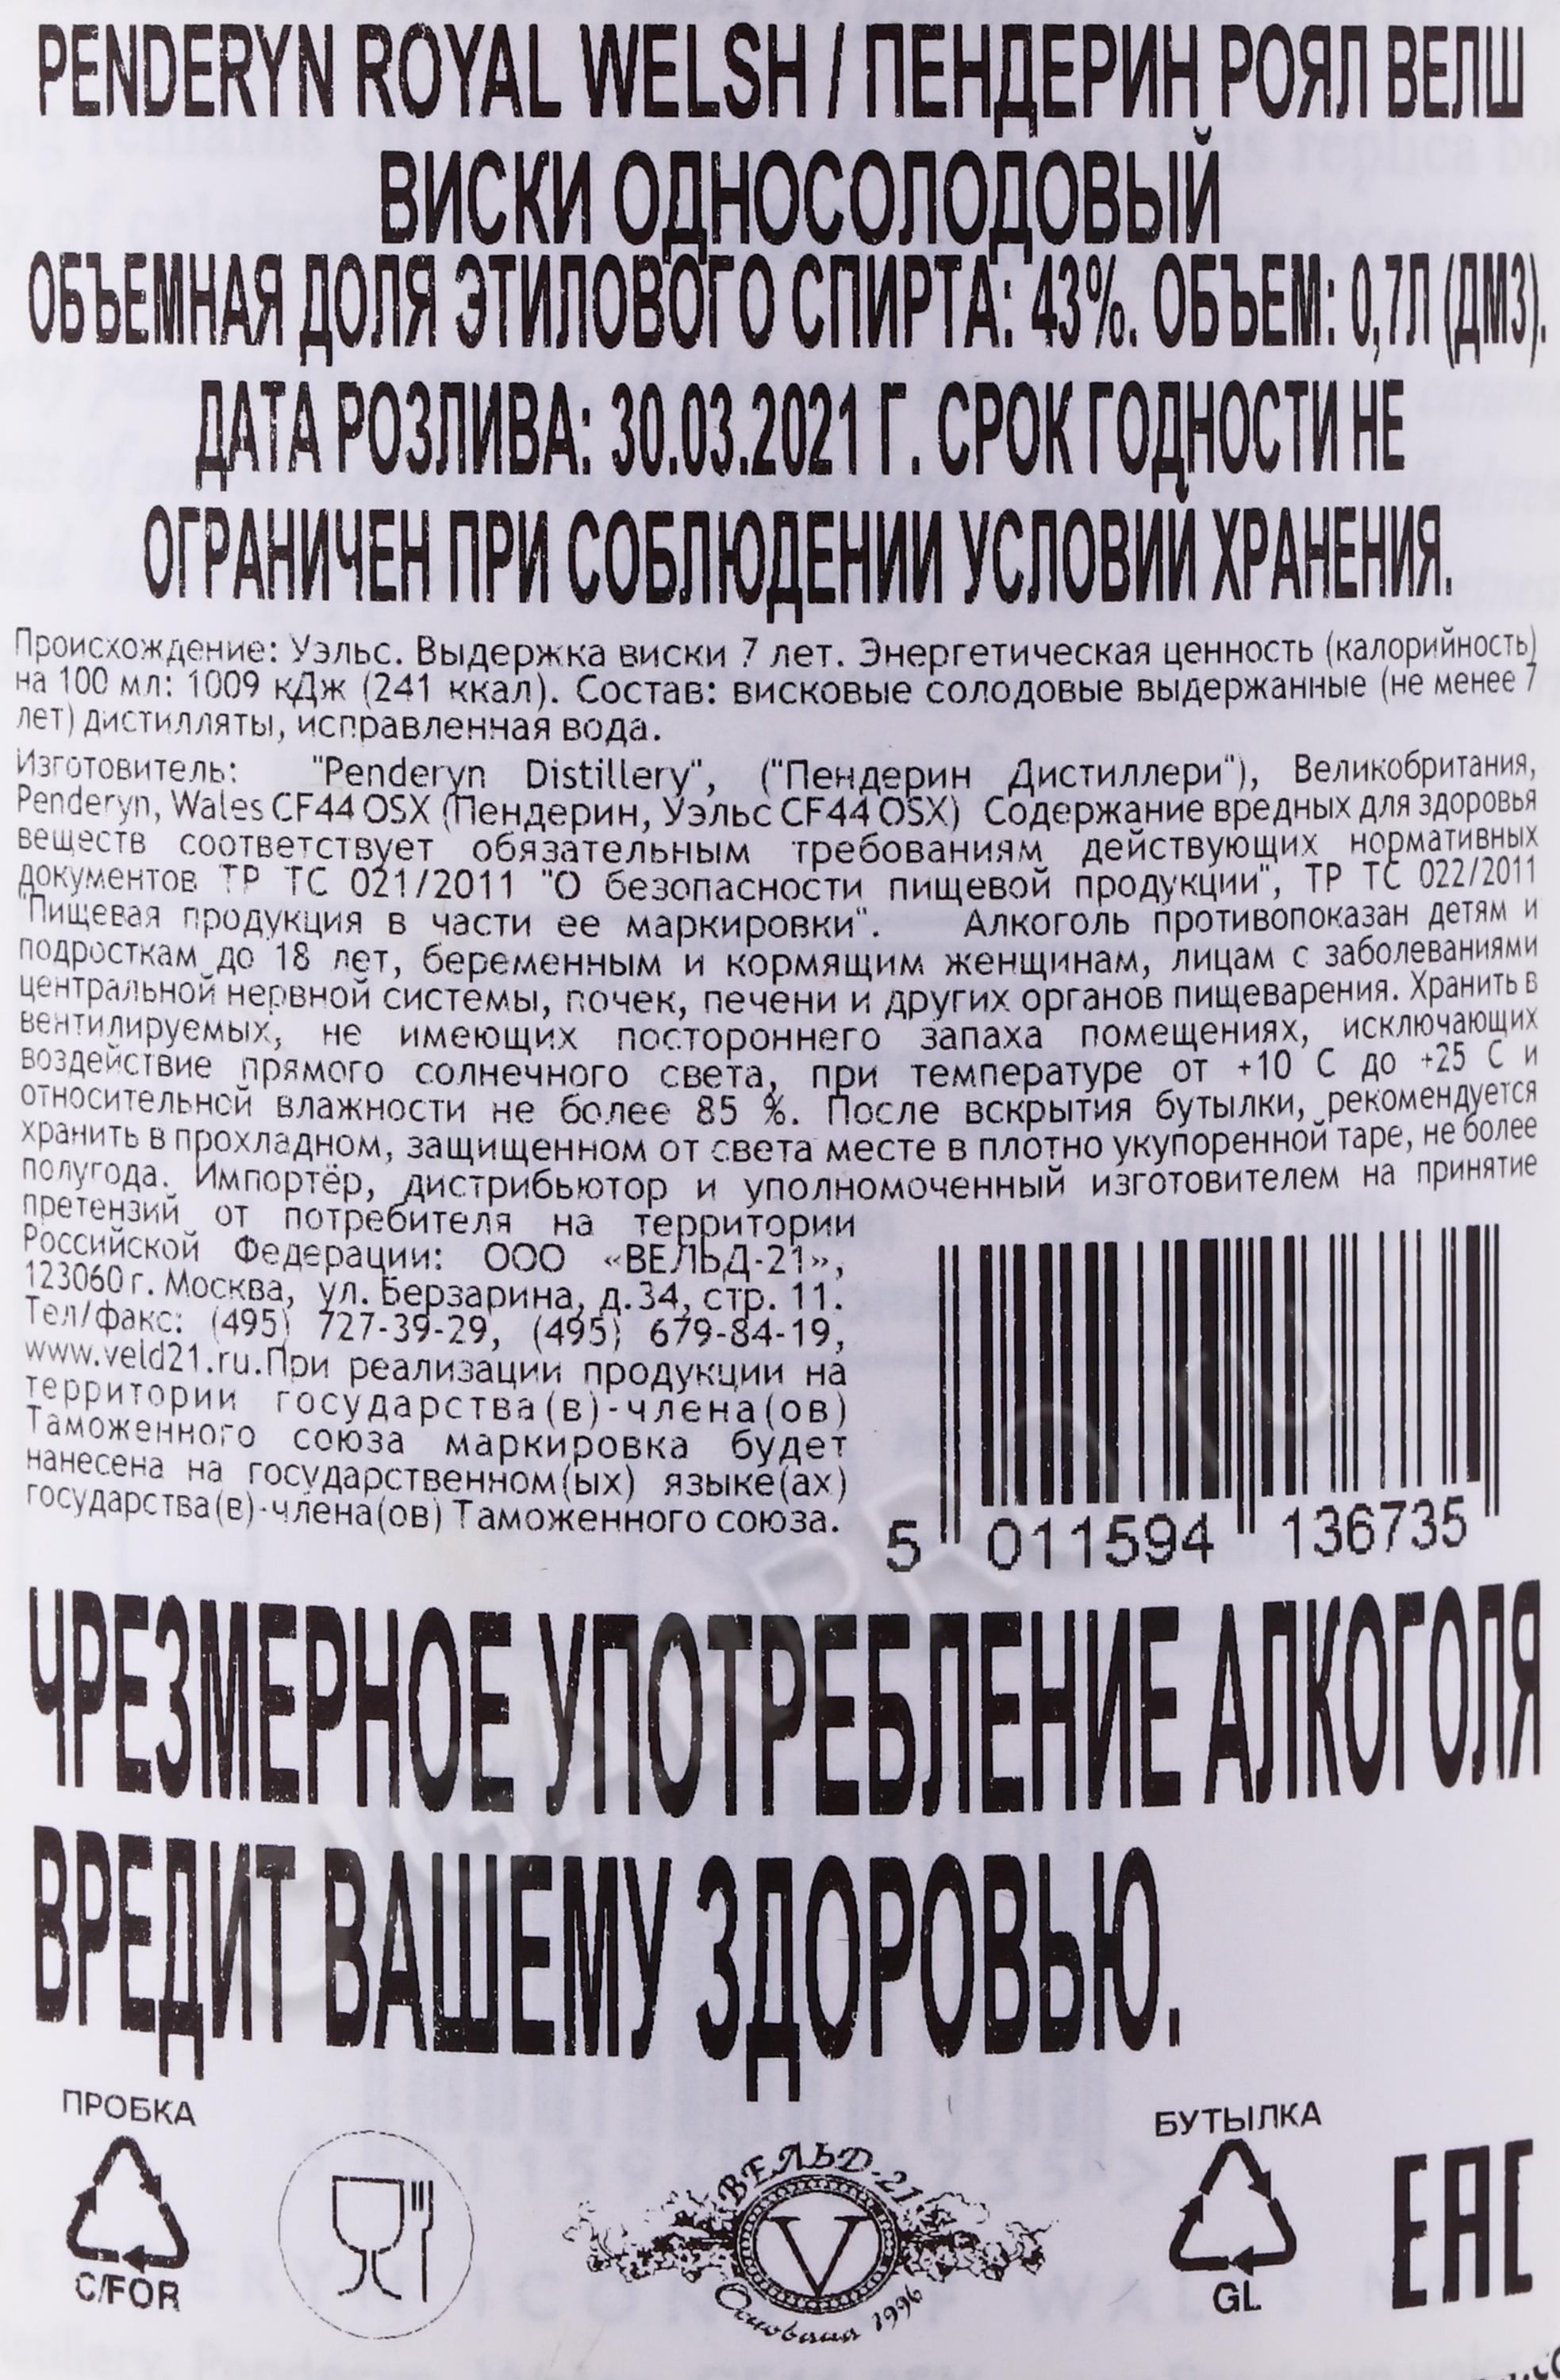 PENDERYN ROYAL WELSH / ПЕНДЕРИН РОЯЛ ВЕЛШ
ВИСКИ ОДНОСОЛОДОВЫЙ
ОБЪЕМНАЯ ДОЛЯ ЭТИЛОВОГО СПИРТА: 43%. ОБЪЕМ: 0,7Л (ДМ3).
ДАТА РОЗЛИВА: 30.03.2021 Г. СРОК ГОДНОСТИ НЕ
ОГРАНИЧЕН ПРИ СОБЛЮДЕНИИ УСЛОВИЙ ХРАНЕНИЯ.
Происхождение: Уэльс. Выдержка виски 7 лет. Энергетическая ценность (калорийность)
на 100 мл: 1009 кДж (241 ккал). Состав: висковые солодовые выдержанные (не менее 7
лет) дистилляты, исправленная вода.
Изготовитель: "Penderyn Distillery", ("Пендерин Дистиллери"), Великобритания,
Penderyn, Wales CF44 OSX (Пендерин, Уэльс CF44 OSX) Содержание вредных для здоровья
веществ соответствует обязательным требованиям действующих нормативных
документов ТР ТС 021/2011 "О безопасности пищевой продукции", ТР ТС 022/2011
"Пищевая продукция в части ее маркировки". Алкоголь противопоказан детям и
подросткам до 18 лет, беременным и кормящим женщинам, лицам с заболеваниями
центральной нервной системы, почек, печени и других органов пищеварения. Хранить в
вентилируемых, не имеющих постороннего запаха помещениях, исключающих
воздействие прямого солнечного света, при температуре от +10 С до +25 С и
относительной влажности не более 85 %. После вскрытия бутылки, рекомендуется
хранить в прохладном, защищенном от света месте в плотно укупоренной таре, не более
полугода. Импортёр, дистрибьютор и уполномоченный изготовителем на принятие
претензий от потребителя на территории
Российской Федерации: ООО «ВЕЛЬД-21»,
123060 г. Москва, ул. Берзарина, д.34, стр. 11.
Тел/факс: (495) 727-39-29, (495) 679-84-19,
www.veld21.ru.При реализации продукции на
территории государства(в)-члена(ов)
Таможенного союза маркировка будет
нанесена на государственном(ых) языке(ах)
государства(в)-члена(ов) Таможенного союза.
5 011594 136735
ЧРЕЗМЕРНОЕ УПОТРЕБЛЕНИЕ АЛКОГОЛЯ
ВРЕДИТ ВАШЕМУ ЗДОРОВЬЮ.
ПРОБКА
C/FOR
ВЕЛЬД-21
V
Основана 1996
БУТЫЛКА
GL
EAC